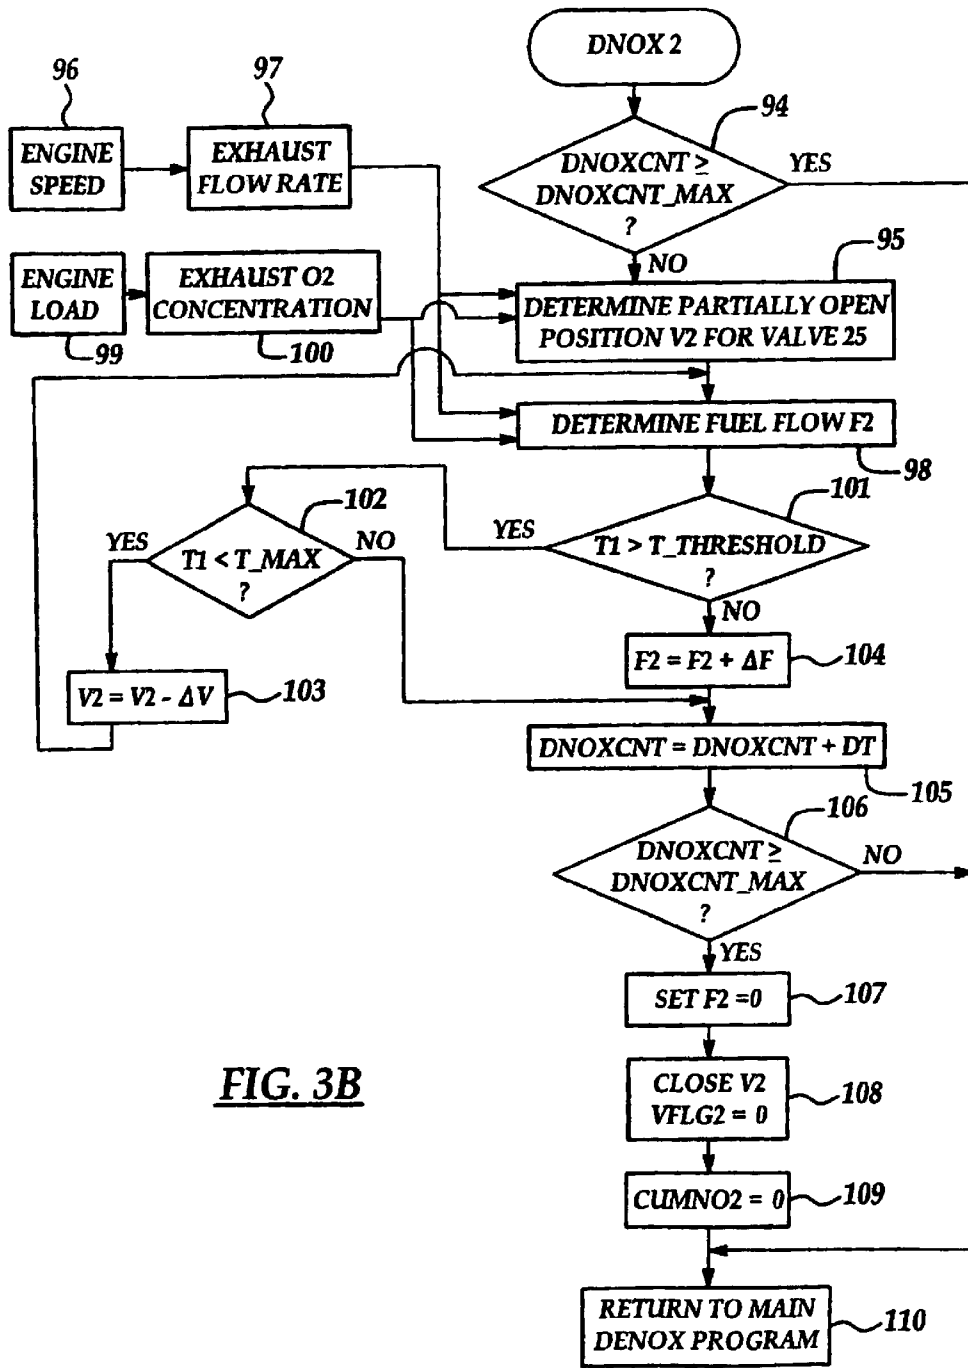 DNOX 2
96
97
94
ENGINE
SPEED
EXHAUST
FLOW RATE
DNOXCNT ≥
DNOXCNT_MAX
?
YES
NO
95
ENGINE
LOAD
EXHAUST O2
CONCENTRATION
DETERMINE PARTIALLY OPEN
POSITION V2 FOR VALVE 25
99
100
DETERMINE FUEL FLOW F2
98
101
102
YES
T1 > T_THRESHOLD
?
NO
YES
T1 < T_MAX
?
NO
F2 = F2 + ΔF
104
V2 = V2 - ΔV
103
DNOXCNT = DNOXCNT + DT
105
106
DNOXCNT ≥
DNOXCNT_MAX
?
NO
YES
SET F2 =0
107
FIG. 3B
CLOSE V2
VFLG2 = 0
108
CUMNO2 = 0
109
RETURN TO MAIN
DENOX PROGRAM
110